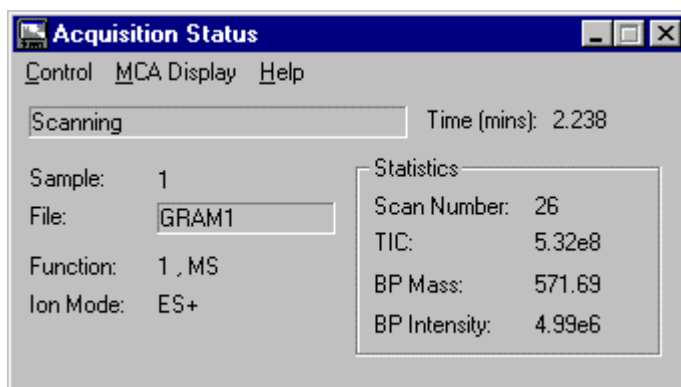 Acquisition Status
Control MCA Display Help
Scanning Time (mins): 2.238
Sample: 1
File: GRAM1
Function: 1 , MS
Ion Mode: ES+
Statistics
Scan Number: 26
TIC: 5.32e8
BP Mass: 571.69
BP Intensity: 4.99e6